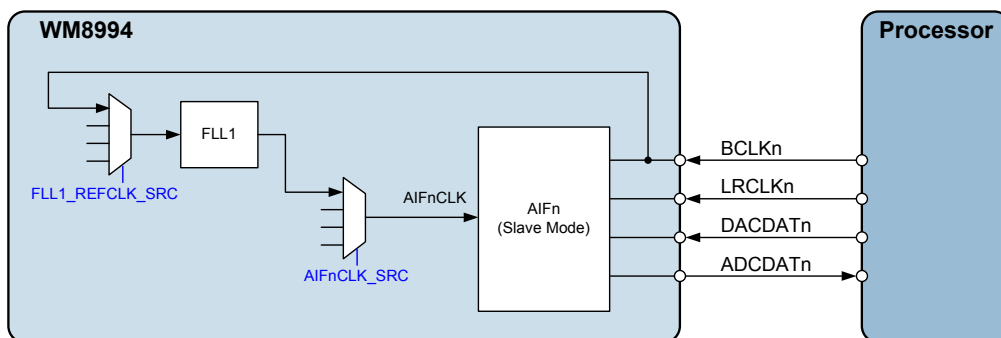 WM8994
Processor
FLL1
FLL1_REFCLK_SRC
AIFnCLK
AIFnCLK_SRC
AIFn
(Slave Mode)
BCLKn
LRCLKn
DACDATn
ADCDATn